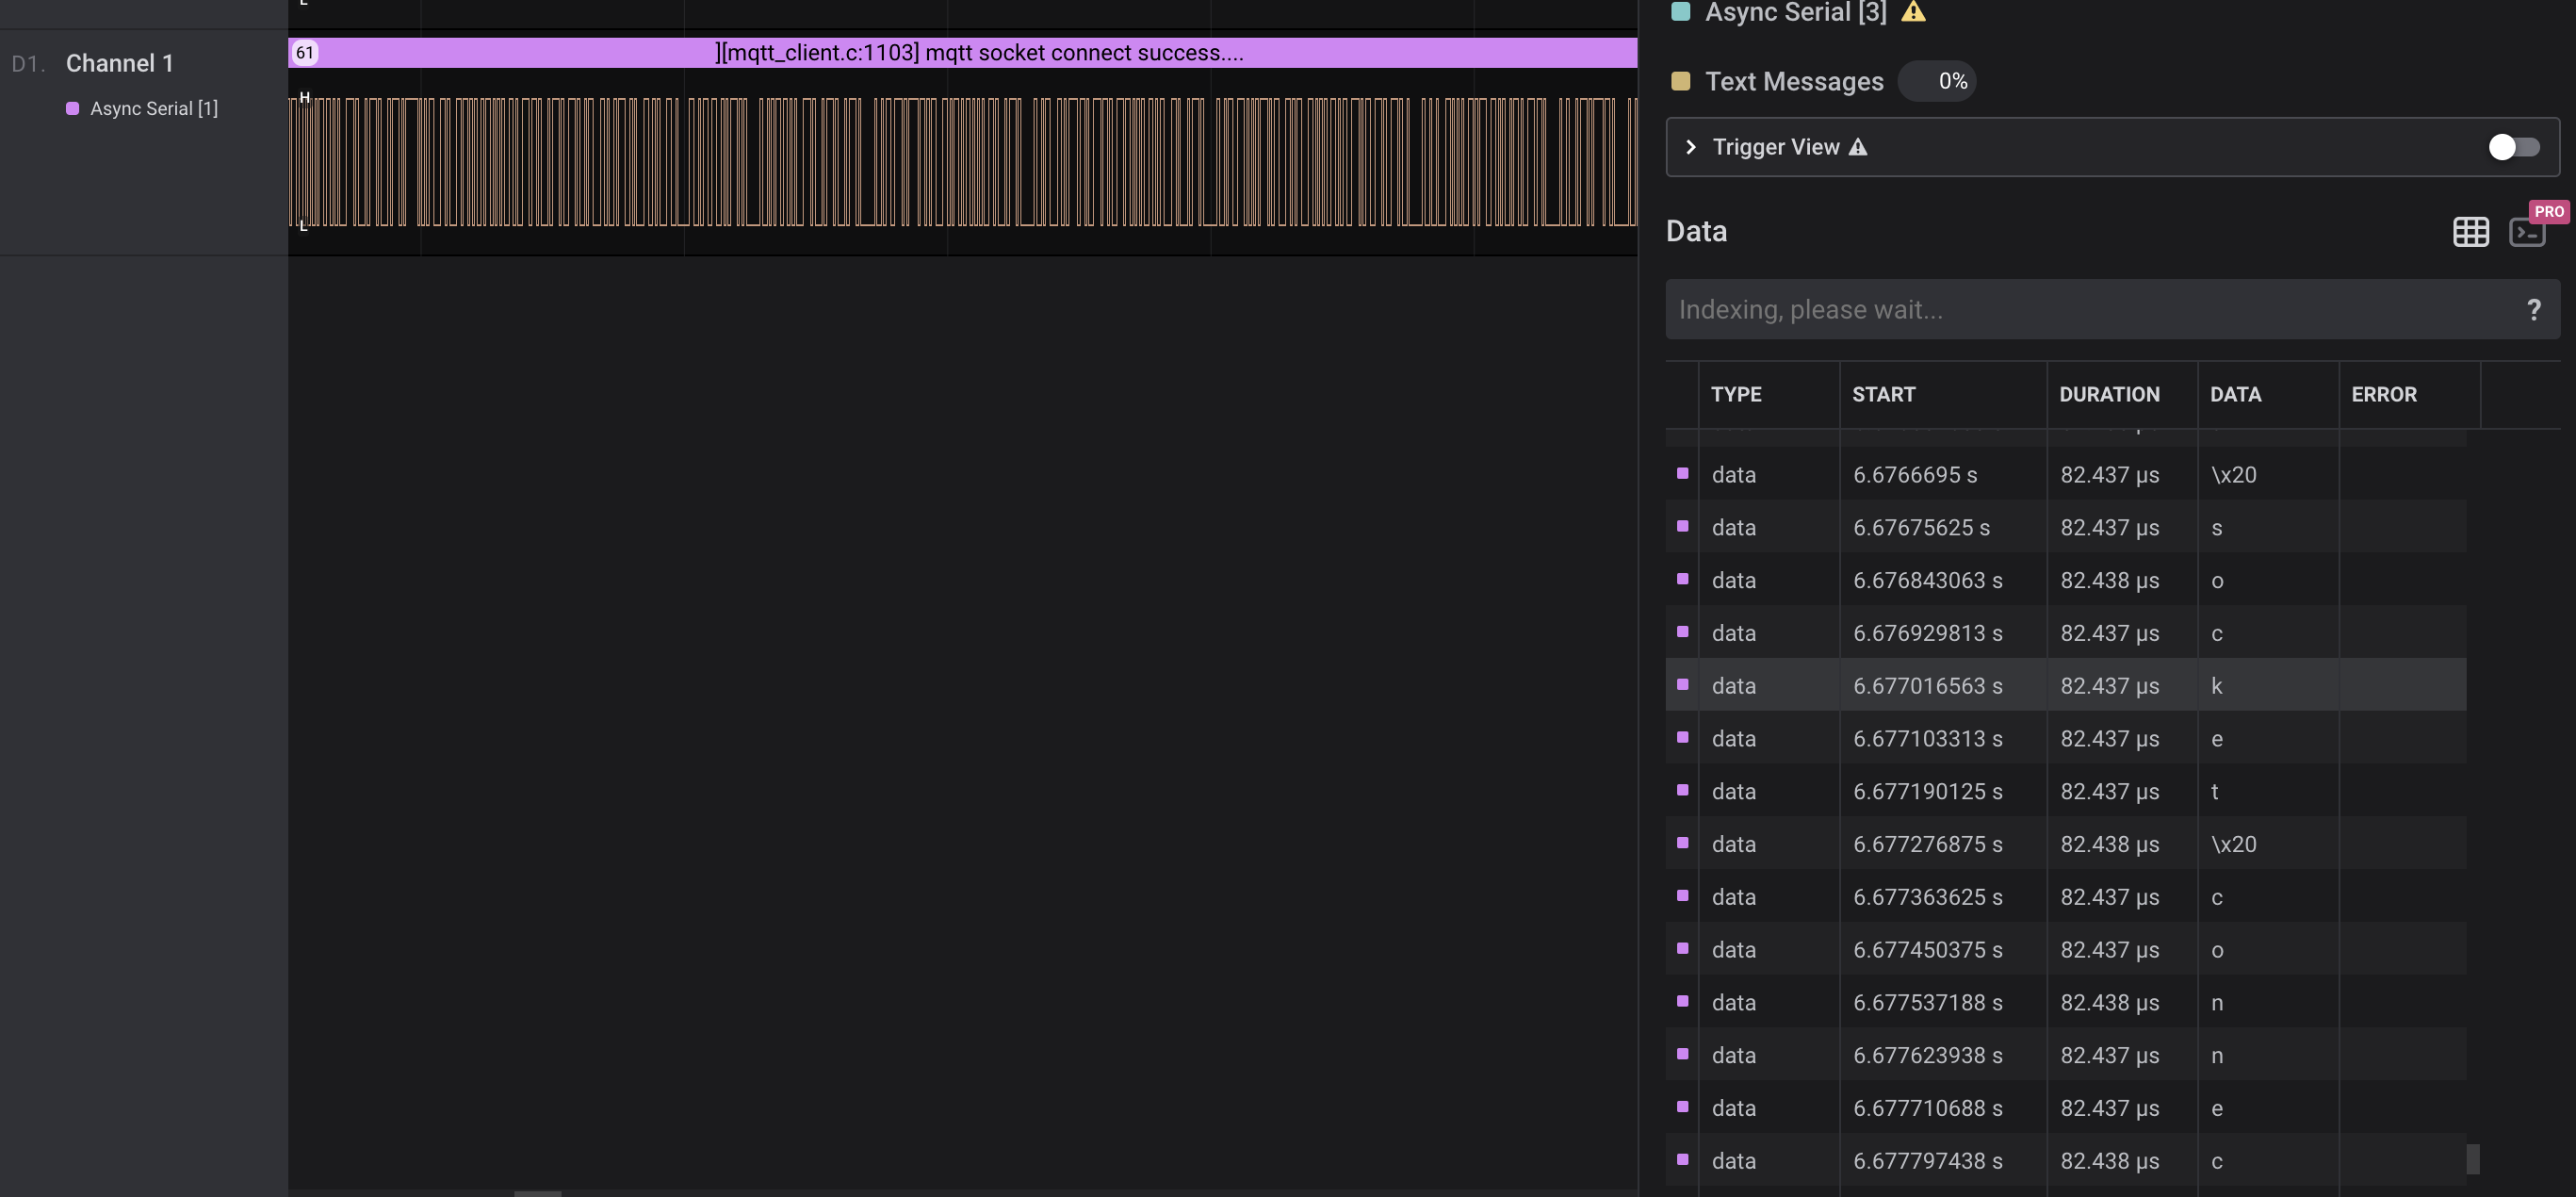 L
D1. Channel 1
Async Serial [1]
61 ][mqtt_client.c:1103] mqtt socket connect success....
H
L
Async Serial [3]
Text Messages 0%
Trigger View
Data
PRO
Indexing, please wait... ?
TYPE START DURATION DATA ERROR
data 6.6766695 s 82.437 µs \x20
data 6.67675625 s 82.437 µs s
data 6.676843063 s 82.438 µs o
data 6.676929813 s 82.437 µs c
data 6.677016563 s 82.437 µs k
data 6.677103313 s 82.437 µs e
data 6.677190125 s 82.437 µs t
data 6.677276875 s 82.438 µs \x20
data 6.677363625 s 82.437 µs c
data 6.677450375 s 82.437 µs o
data 6.677537188 s 82.438 µs n
data 6.677623938 s 82.437 µs n
data 6.677710688 s 82.437 µs e
data 6.677797438 s 82.438 µs c